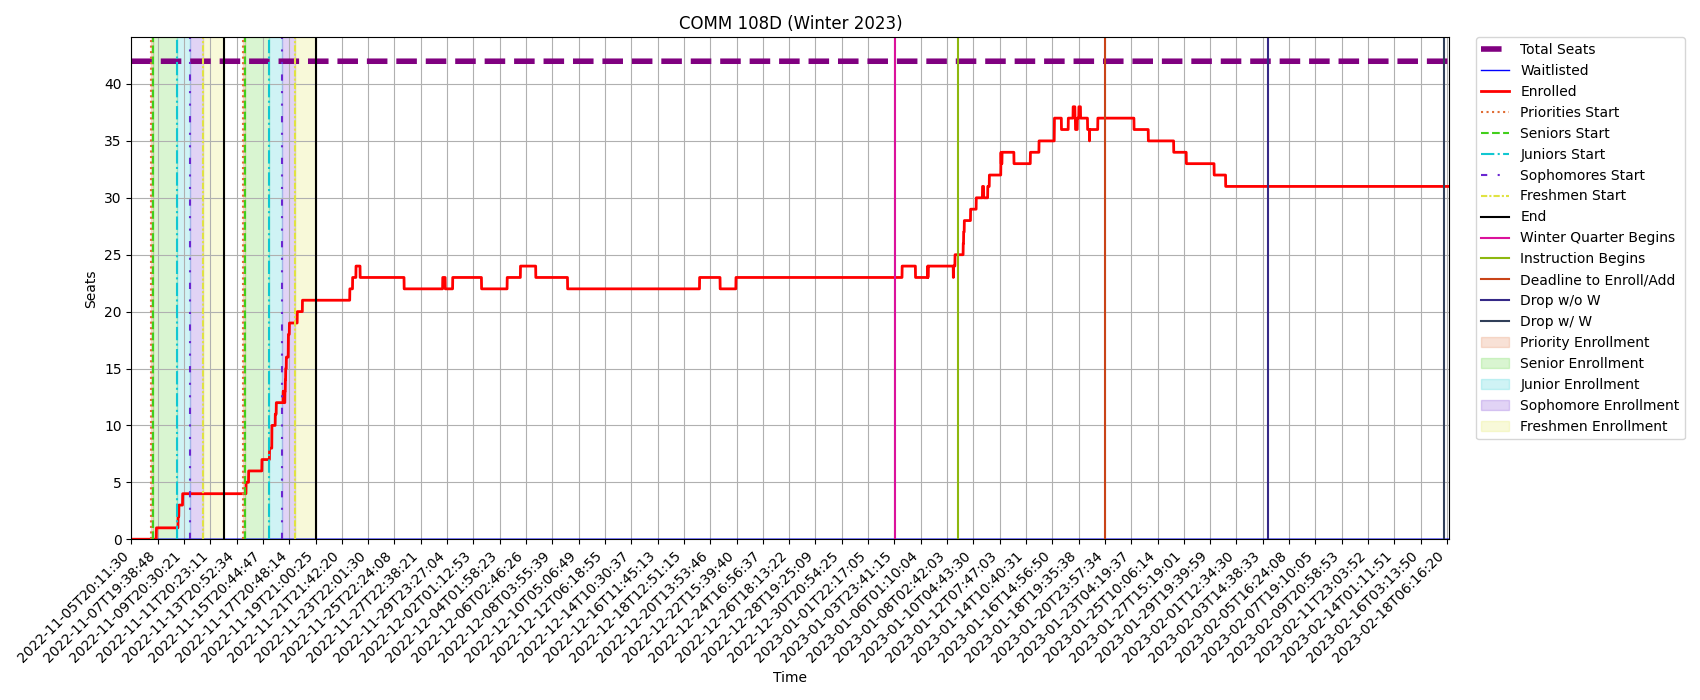 COMM 108D (Winter 2023)
Seats
40
35
30
25
20
15
10
5
0
2022-11-05T20:11:30
2022-11-07T19:38:48
2022-11-09T20:30:21
2022-11-11T20:23:11
2022-11-13T20:52:34
2022-11-15T20:44:47
2022-11-17T20:48:14
2022-11-19T21:00:25
2022-11-21T21:42:20
2022-11-23T22:01:30
2022-11-25T22:24:08
2022-11-27T22:38:21
2022-11-29T23:27:04
2022-12-02T01:12:53
2022-12-04T01:58:23
2022-12-06T02:46:26
2022-12-08T03:55:39
2022-12-10T05:06:49
2022-12-12T06:18:55
2022-12-14T10:30:37
2022-12-16T11:45:13
2022-12-18T12:51:15
2022-12-20T13:53:46
2022-12-22T15:39:40
2022-12-24T16:56:37
2022-12-26T18:13:22
2022-12-28T19:25:09
2022-12-30T20:54:25
2023-01-01T22:17:05
2023-01-03T23:41:15
2023-01-06T01:10:04
2023-01-08T02:42:03
2023-01-10T04:43:30
2023-01-12T07:47:03
2023-01-14T10:40:31
2023-01-16T14:56:50
2023-01-18T19:35:38
2023-01-20T23:57:34
2023-01-23T04:19:37
2023-01-25T10:06:14
2023-01-27T15:19:01
2023-01-29T19:39:59
2023-02-01T12:34:30
2023-02-03T14:38:33
2023-02-05T16:24:08
2023-02-07T19:10:05
2023-02-09T20:58:53
2023-02-11T23:03:52
2023-02-14T01:11:51
2023-02-16T03:13:50
2023-02-18T06:16:20
Time
Total Seats
Waitlisted
Enrolled
Priorities Start
Seniors Start
Juniors Start
Sophomores Start
Freshmen Start
End
Winter Quarter Begins
Instruction Begins
Deadline to Enroll/Add
Drop w/o W
Drop w/ W
Priority Enrollment
Senior Enrollment
Junior Enrollment
Sophomore Enrollment
Freshmen Enrollment